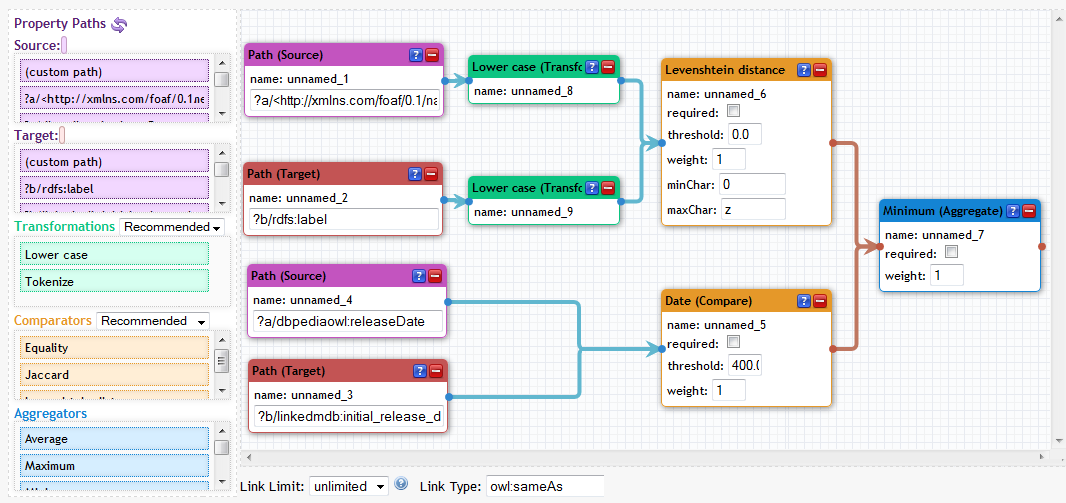 Property Paths
Source:
(custom path)
?a/<http://xmlns.com/foaf/0.1/
Target:
(custom path)
?b/rdfs:label
Transformations Recommended
Lower case
Tokenize
Comparators Recommended
Equality
Jaccard
Aggregators
Average
Maximum
Path (Source) ? −
name: unnamed_1
?a/<http://xmlns.com/foaf/0.1/na
Path (Target) ? −
name: unnamed_2
?b/rdfs:label
Path (Source) ? −
name: unnamed_4
?a/dbpediaowl:releaseDate
Path (Target) ? −
name: unnamed_3
?b/linkedmdb:initial_release_d
Lower case (Transfo ? −
name: unnamed_8
Lower case (Transfo ? −
name: unnamed_9
Levenshtein distance ? −
name: unnamed_6
required:
threshold: 0.0
weight: 1
minChar: 0
maxChar: z
Date (Compare) ? −
name: unnamed_5
required:
threshold: 400.0
weight: 1
Minimum (Aggregate) ? −
name: unnamed_7
required:
weight: 1
Link Limit: unlimited ? Link Type: owl:sameAs